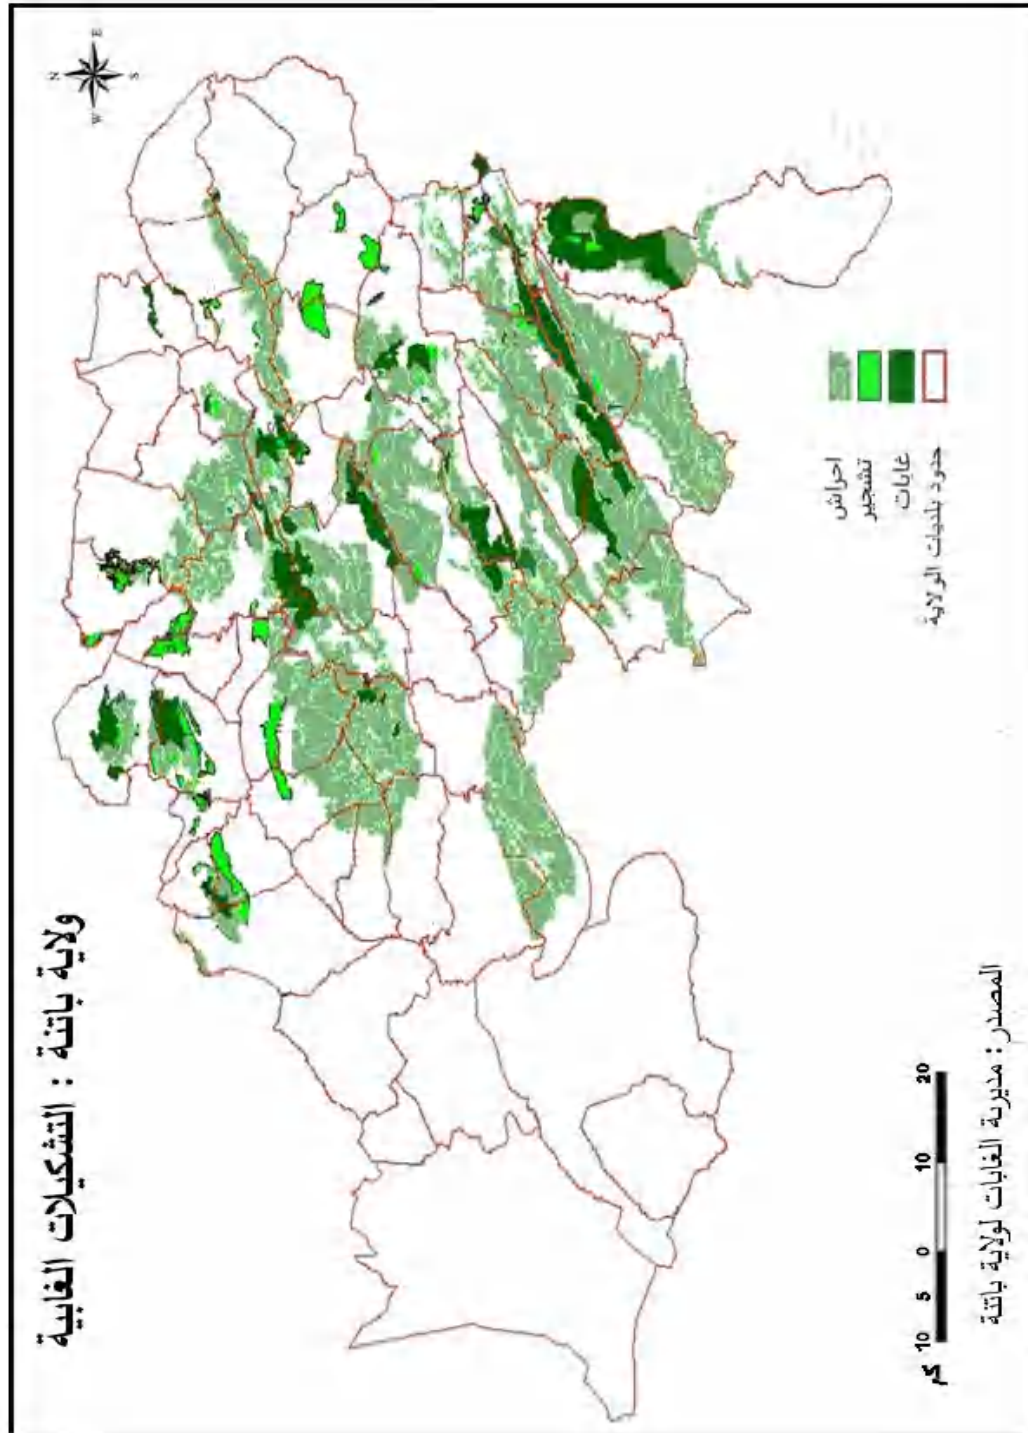 ولاية باتنة : التشكيلات الغابية
N
E
S
W
احراش
تشجير
غابات
حدود بلديات الولاية
كم 10 5 0 10 20
المصدر : مديرية الغابات لولاية باتنة